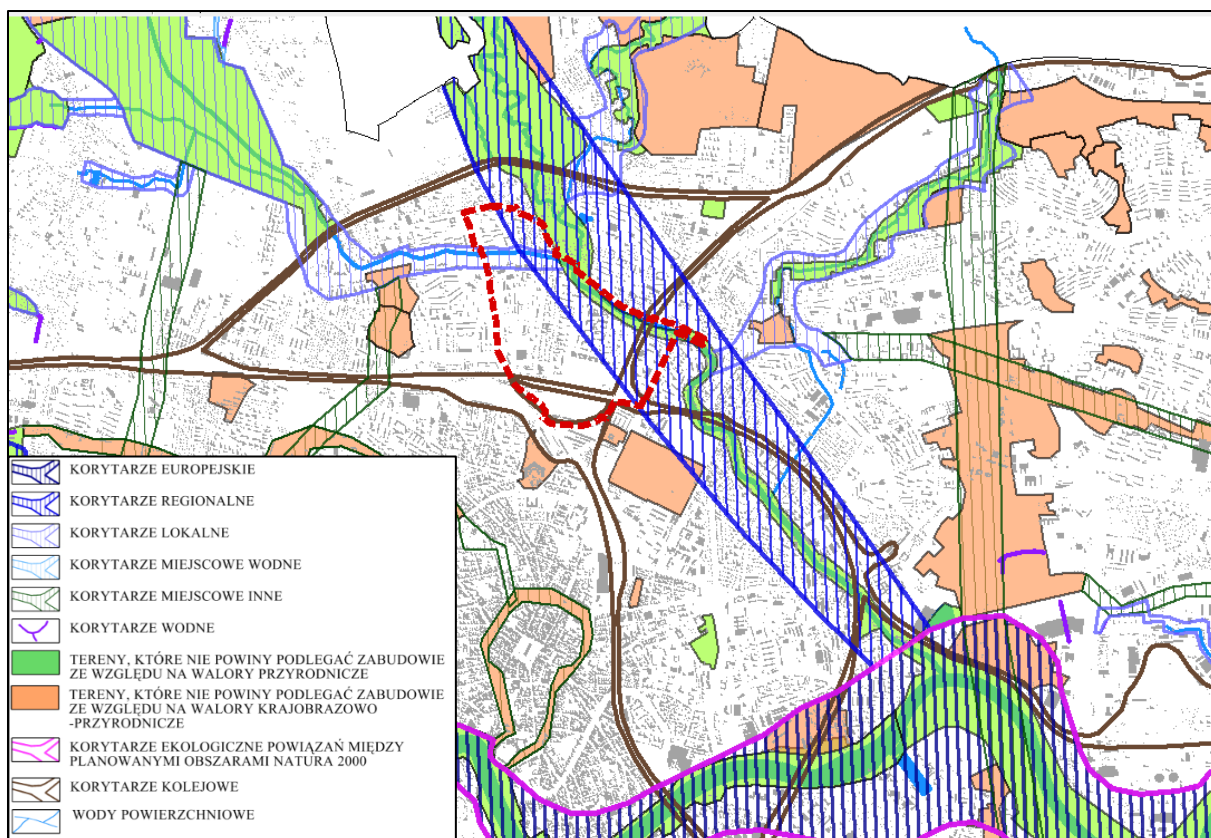 KORYTARZE EUROPEJSKIE
KORYTARZE REGIONALNE
KORYTARZE LOKALNE
KORYTARZE MIEJSCOWE WODNE
KORYTARZE MIEJSCOWE INNE
KORYTARZE WODNE
TERENY, KTÓRE NIE POWINY PODLEGAĆ ZABUDOWIE
ZE WZGLĘDU NA WALORY PRZYRODNICZE
TERENY, KTÓRE NIE POWINY PODLEGAĆ ZABUDOWIE
ZE WZGLĘDU NA WALORY KRAJOBRAZOWO
-PRZYRODNICZE
KORYTARZE EKOLOGICZNE POWIĄZAŃ MIĘDZY
PLANOWANYMI OBSZARAMI NATURA 2000
KORYTARZE KOLEJOWE
WODY POWIERZCHNIOWE